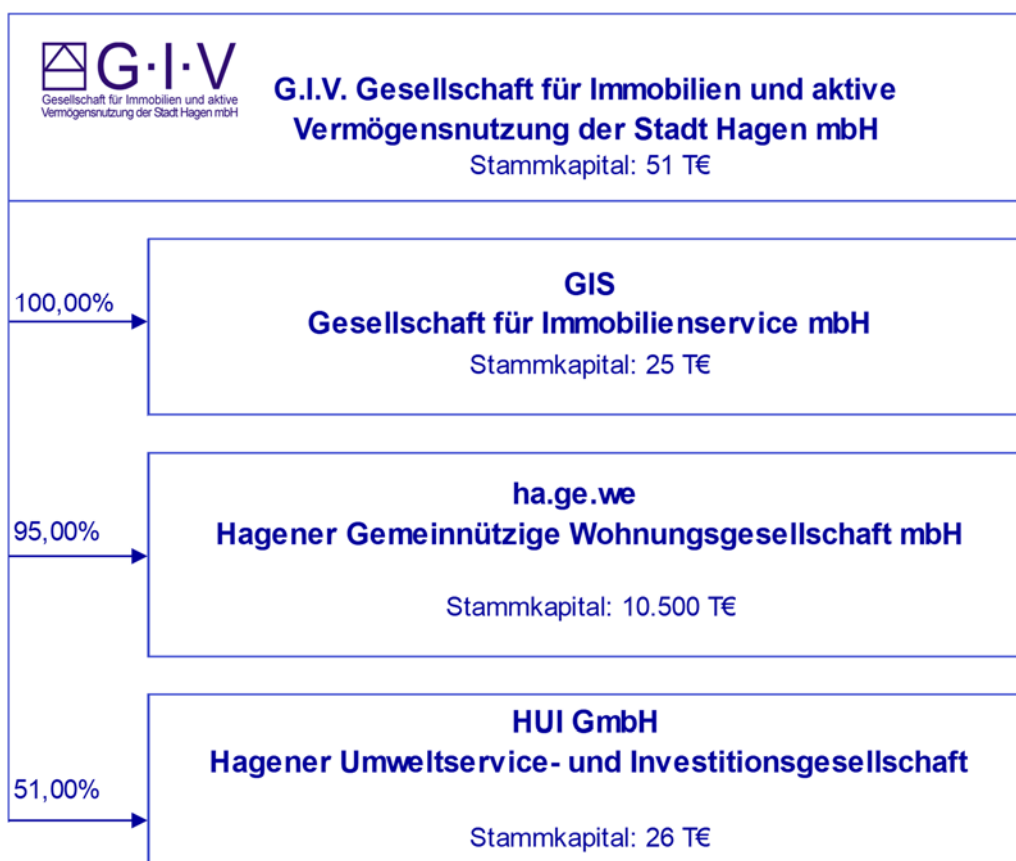 G·I·V
Gesellschaft für Immobilien und aktive
Vermögensnutzung der Stadt Hagen mbH
G.I.V. Gesellschaft für Immobilien und aktive
Vermögensnutzung der Stadt Hagen mbH
Stammkapital: 51 T€
100,00%
GIS
Gesellschaft für Immobilienservice mbH
Stammkapital: 25 T€
95,00%
ha.ge.we
Hagener Gemeinnützige Wohnungsgesellschaft mbH
Stammkapital: 10.500 T€
51,00%
HUI GmbH
Hagener Umweltservice- und Investitionsgesellschaft
Stammkapital: 26 T€